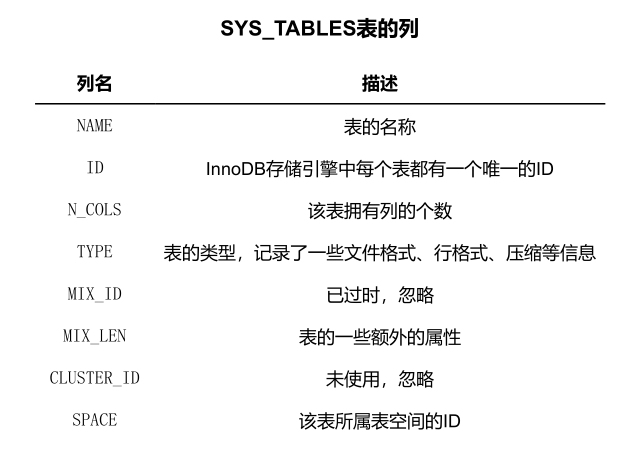 SYS_TABLES表的列
列名 描述
NAME 表的名称
ID InnoDB存储引擎中每个表都有一个唯一的ID
N_COLS 该表拥有列的个数
TYPE 表的类型，记录了一些文件格式、行格式、压缩等信息
MIX_ID 已过时，忽略
MIX_LEN 表的一些额外的属性
CLUSTER_ID 未使用，忽略
SPACE 该表所属表空间的ID